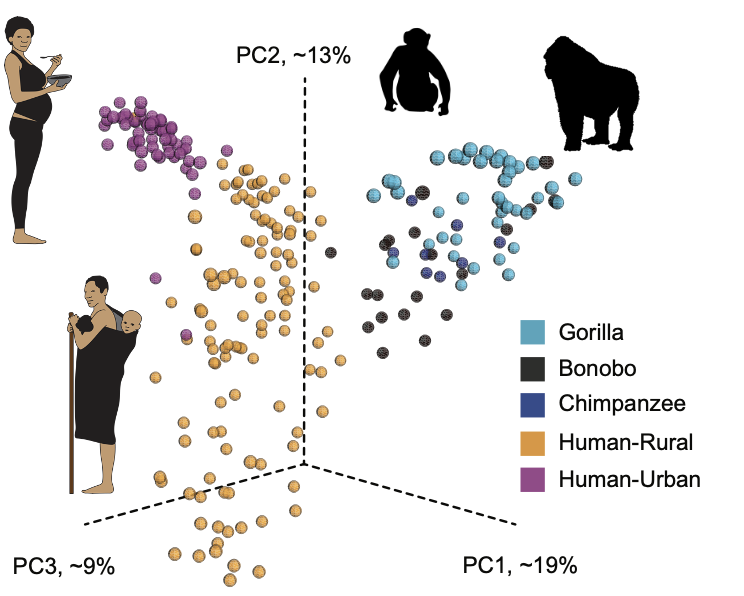 PC2, ~13%
Gorilla
Bonobo
Chimpanzee
Human-Rural
Human-Urban
PC3, ~9%
PC1, ~19%